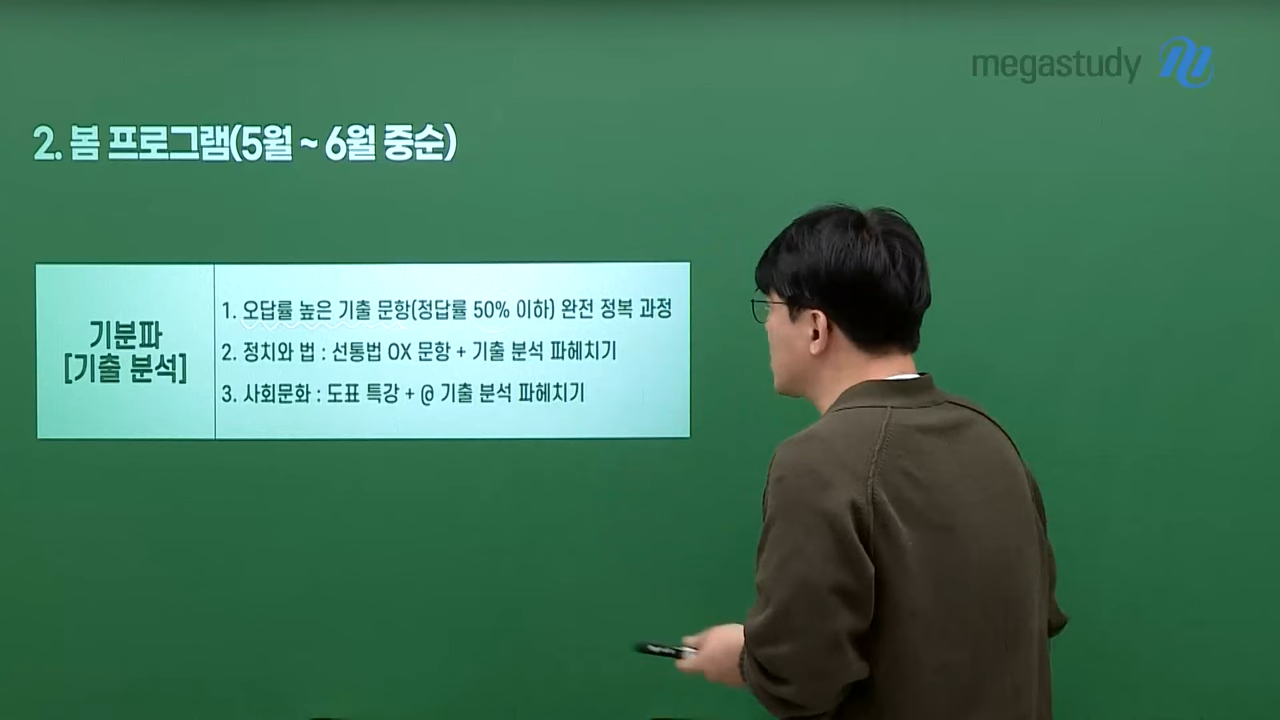 megastudy
2. 봄 프로그램(5월 ~ 6월 중순)
기분파
[기출 분석]
1. 오답률 높은 기출 문항(정답률 50% 이하) 완전 정복 과정
2. 정치와 법 : 선통법 OX 문항 + 기출 분석 파헤치기
3. 사회문화 : 도표 특강 + @ 기출 분석 파헤치기